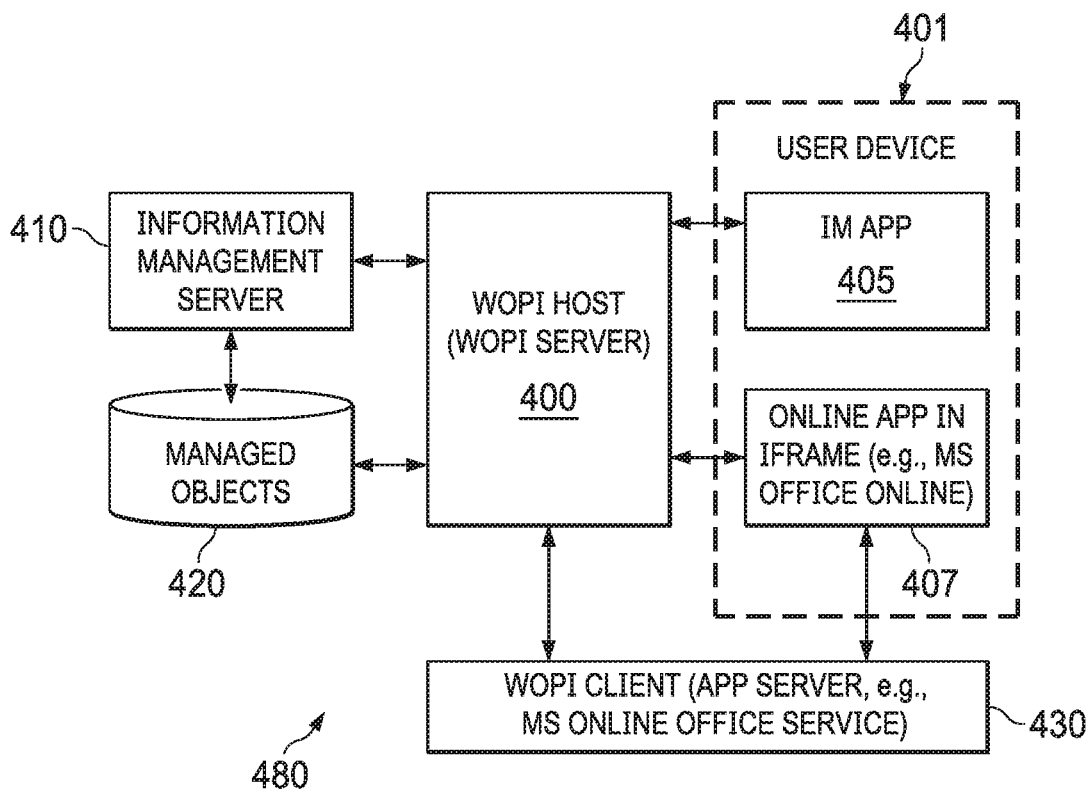 401
USER DEVICE
410
INFORMATION
MANAGEMENT
SERVER
WOPI HOST
(WOPI SERVER)
400
IM APP
405
MANAGED
OBJECTS
420
ONLINE APP IN
IFRAME (e.g., MS
OFFICE ONLINE)
407
WOPI CLIENT (APP SERVER, e.g.,
MS ONLINE OFFICE SERVICE)
430
480